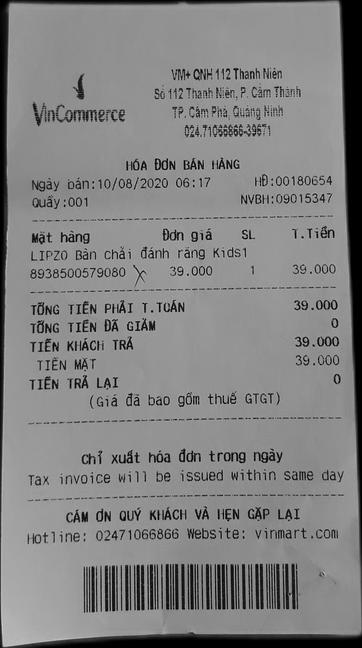 VinCommerce
VM+ QNH 112 Thanh Niên
Số 112 Thanh Niên, P. Cẩm Thành
TP. Cẩm Phả, Quảng Ninh
024.71066866-39671
HÓA ĐƠN BÁN HÀNG
Ngày bán:10/08/2020 06:17 HĐ:00180654
Quầy:001 NVBH:09015347
Mặt hàng Đơn giá SL T.Tiền
LIPZO Bàn chải đánh răng Kids1
8938500579080 39.000 1 39.000
TỔNG TIỀN PHẢI T.TOÁN 39.000
TỔNG TIỀN ĐÃ GIẢM 0
TIỀN KHÁCH TRẢ 39.000
TIỀN MẶT 39.000
TIỀN TRẢ LẠI 0
(Giá đã bao gồm thuế GTGT)
Chỉ xuất hóa đơn trong ngày
Tax invoice will be issued within same day
CẢM ƠN QUÝ KHÁCH VÀ HẸN GẶP LẠI
Hotline: 02471066866 Website: vinmart.com